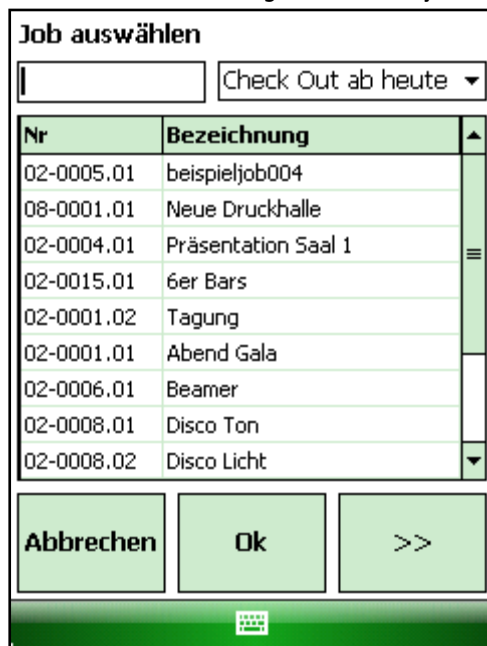 Job auswählen
Check Out ab heute
Nr Bezeichnung
02-0005.01 beispieljob004
08-0001.01 Neue Druckhalle
02-0004.01 Präsentation Saal 1
02-0015.01 6er Bars
02-0001.02 Tagung
02-0001.01 Abend Gala
02-0006.01 Beamer
02-0008.01 Disco Ton
02-0008.02 Disco Licht
Abbrechen Ok >>